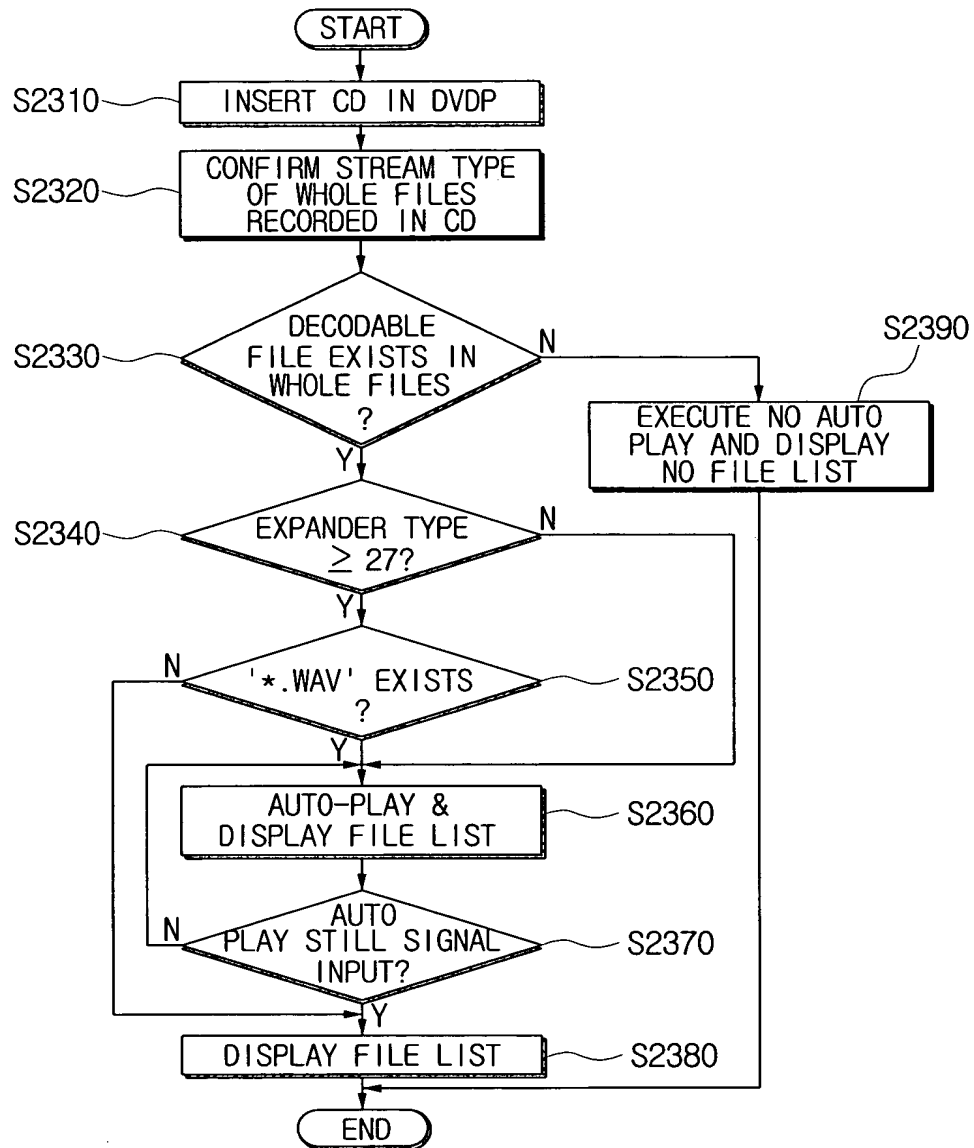 START
S2310
INSERT CD IN DVDP
S2320
CONFIRM STREAM TYPE
OF WHOLE FILES
RECORDED IN CD
S2330
DECODABLE
FILE EXISTS IN
WHOLE FILES
?
N
Y
S2390
EXECUTE NO AUTO
PLAY AND DISPLAY
NO FILE LIST
S2340
EXPANDER TYPE
≥ 27?
N
Y
N
'*.WAV' EXISTS
?
S2350
Y
AUTO-PLAY &
DISPLAY FILE LIST
S2360
N
AUTO
PLAY STILL SIGNAL
INPUT?
S2370
Y
DISPLAY FILE LIST
S2380
END